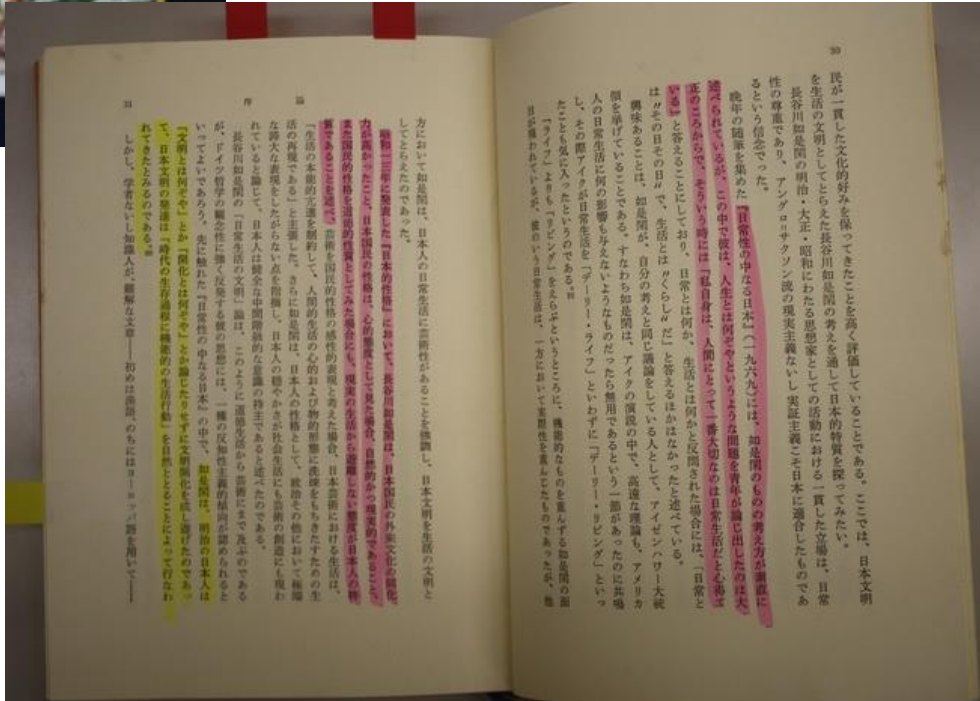 30
民が一貫した文化的好みを保ってきたことを高く評価していることである。ここでは、日本文明
を生活の文明としてとらえた長谷川如是閑の考えを通して日本的特質を探ってみたい。
長谷川如是閑の明治・大正・昭和にわたる思想家としての活動における一貫した立場は、日常
性の尊重であり、アングロサクソン流の現実主義ないし実証主義こそ日本に適合したものであ
るという信念であった。
晩年の随筆を集めた『日常性の中なる日本』(一九六九)には、如是閑のものの考え方が率直に
述べられているが、この中で彼は、人生とは何ぞやというような問題を青年が論じ出したのは大
正のころからで、そういう時には「私自身は、人間にとって一番大切なのは日常生活だと心得て
いる」と答えることにしており、日常とは何か、生活とは何かと反問された場合には、「日常と
は〝その日その日〟で、生活は〝くらし〟だ」と答えるほかはなかったと述べている。
興味あることは、如是閑が、自分の考えと同じ議論をしている人として、アイゼンハワー大統
領を挙げていることである。すなわち如是閑は、アイクの演説の中で、高遠な理論も、アメリカ
人の日常生活に何の影響も与えないようなものだったら無用であるという一節があったのに共鳴
し、その際アイクが日常生活を「デーリー・ライフ」といわずに「デーリー・リビング」といっ
たことも気に入ったというのである。
「ライフ」よりも「リビング」をえらぶというところに、機能的なものを重んずる如是閑の面
目が現われているが、彼のいう日常生活は、一方において実際性を重んじたものであったが、他
31
序 論
方において如是閑は、日本人の日常生活に芸術性があることを強調し、日本文明を生活の文明と
してとらえたのであった。
昭和一三年に発表した『日本的性格』において、長谷川如是閑は、日本国民の外来文化の同化
力が高かったこと、日本国民の性格は、心的態度として見た場合、自然的かつ現実的であること、
また国民的性格を道徳的性質としてみた場合にも、現実の生活から遊離しない態度が日本人の特
質であることを述べ、芸術を国民的性格の感性的表現と考えた場合、日本芸術における生活は、
「生活の本能的亢進を制約して、人間的生活の心的および物的形態に洗練をもちきたすための生
活の再現である」と主張した。さらに如是閑は、日本人の性格として、政治その他において極端
な誇大な表現をしたがらない点を指摘し、日本人の穏やかさが社会生活にも芸術の創造にも現わ
れていると論じて、日本人は健全な中間階級的な意識の持主であると述べたのである。
長谷川如是閑の「日常生活の文明」論は、このように道徳生活から芸術にまで及ぶのである
が、ドイツ哲学の観念性に強く反発する彼の思想には、一種の反知性主義的傾向が認められると
いってよいであろう。先に触れた『日常性の中なる日本』の中で、如是閑は、明治の日本人は
「文明とは何ぞや」とか「開化とは何ぞや」とか論じたりせずに文明開化を成し遂げたのであっ
て、日本文明の発達は「時代の生存過程に機能的の生活行動」を自然ととることによって行なわ
れてきたとみるのである。
しかし、学者ないし知識人が、難解な文章――初めは漢語、のちにはヨーロッパ語を用いて――